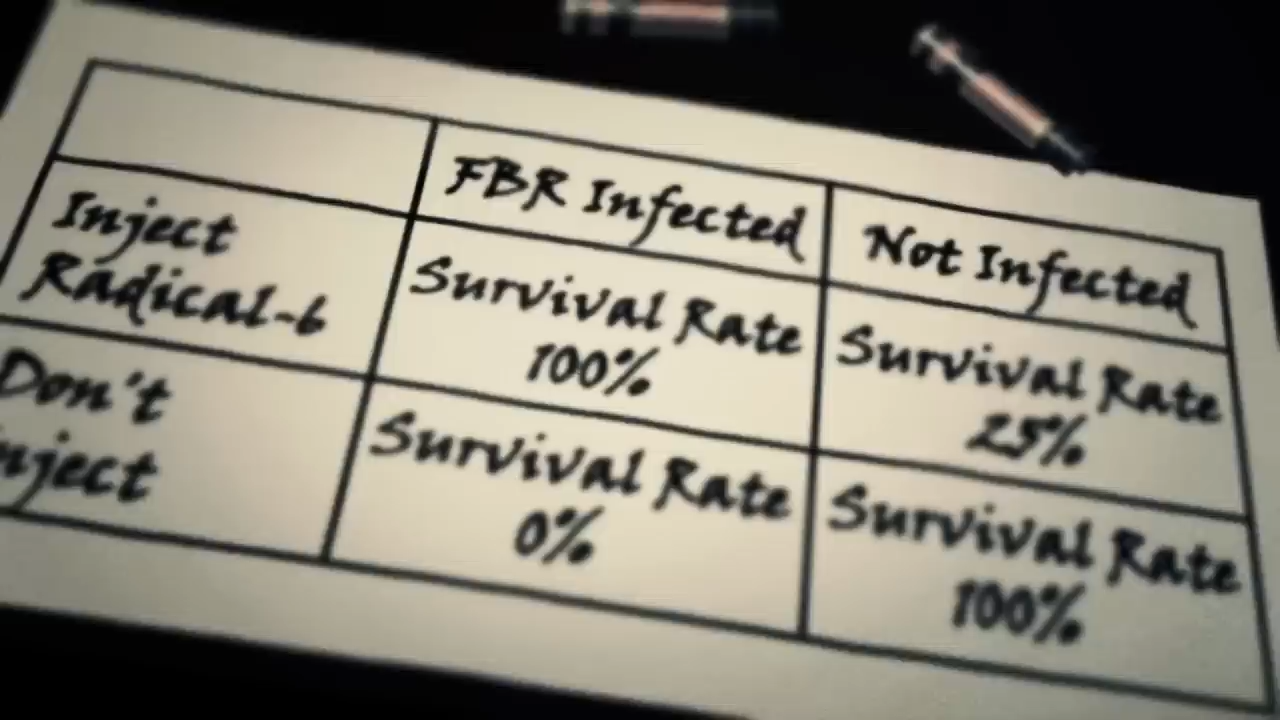 FBR Infected
Not Infected
Inject
Radical-6
Survival Rate
100%
Survival Rate
25%
Don't
Inject
Survival Rate
0%
Survival Rate
100%